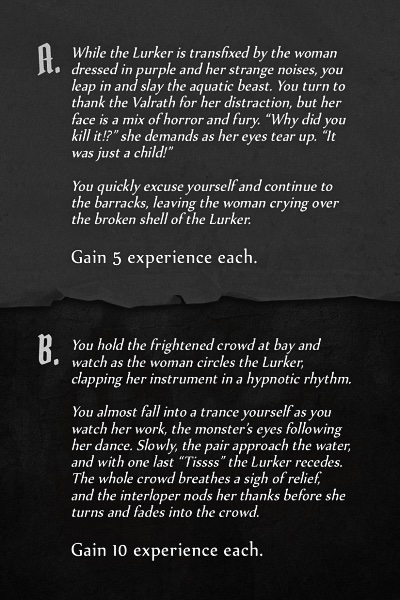 A. While the Lurker is transfixed by the woman
dressed in purple and her strange noises, you
leap in and slay the aquatic beast. You turn to
thank the Valrath for her distraction, but her
face is a mix of horror and fury. “Why did you
kill it!?” she demands as her eyes tear up. “It
was just a child!”
You quickly excuse yourself and continue to
the barracks, leaving the woman crying over
the broken shell of the Lurker.
Gain 5 experience each.
B. You hold the frightened crowd at bay and
watch as the woman circles the Lurker,
clapping her instrument in a hypnotic rhythm.
You almost fall into a trance yourself as you
watch her work, the monster’s eyes following
her dance. Slowly, the pair approach the water,
and with one last “Tissss” the Lurker recedes.
The whole crowd breathes a sigh of relief,
and the interloper nods her thanks before she
turns and fades into the crowd.
Gain 10 experience each.